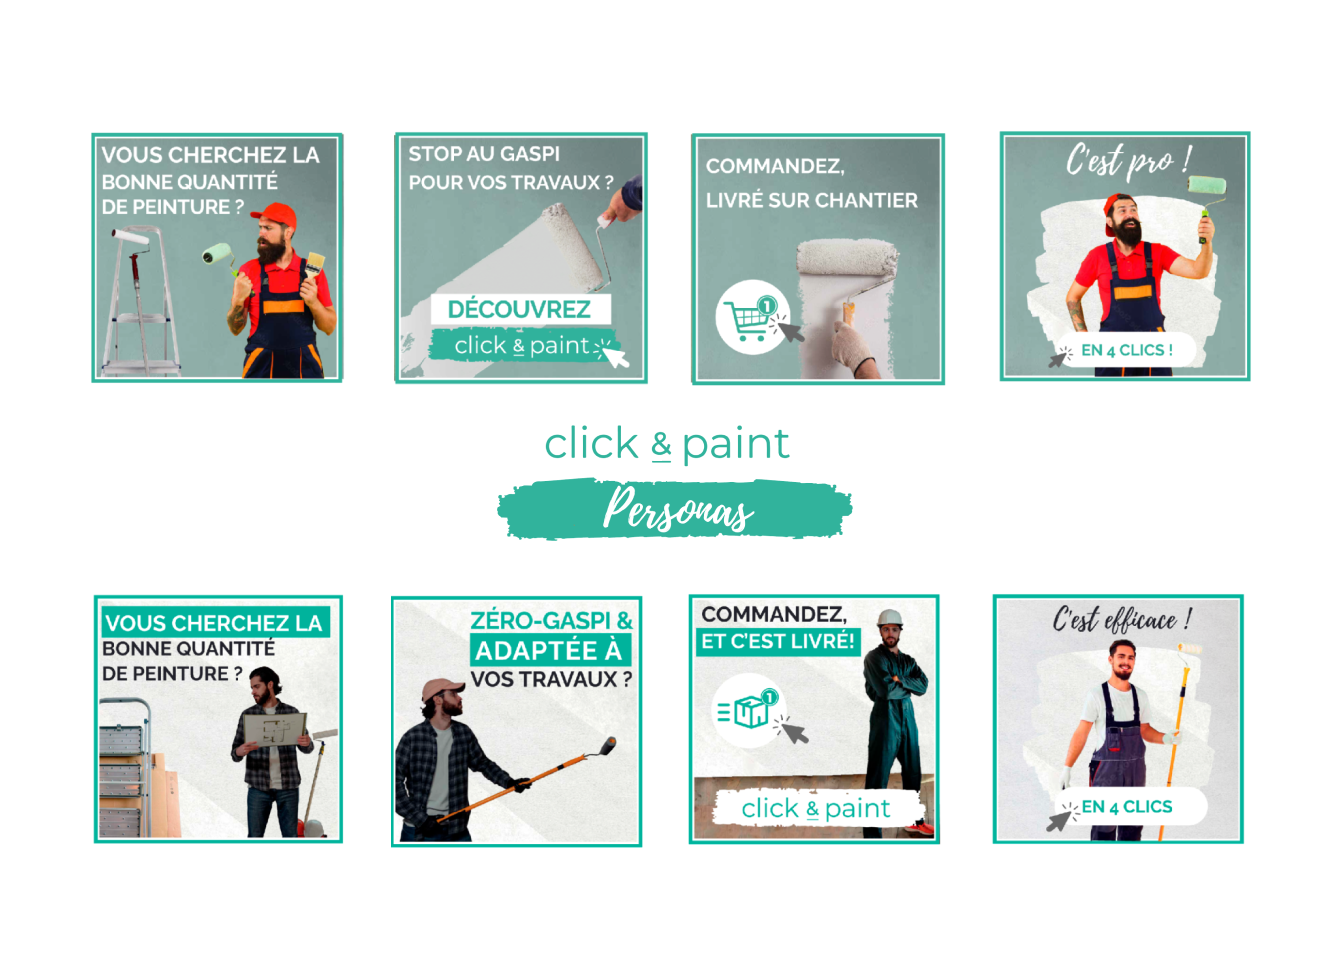 VOUS CHERCHEZ LA
BONNE QUANTITÉ
DE PEINTURE ?
STOP AU GASPI
POUR VOS TRAVAUX ?
DÉCOUVREZ
click & paint
COMMANDEZ,
LIVRÉ SUR CHANTIER
1
C'est pro !
EN 4 CLICS !
click & paint
Personas
VOUS CHERCHEZ LA
BONNE QUANTITÉ
DE PEINTURE ?
ZÉRO-GASPI &
ADAPTÉE À
VOS TRAVAUX ?
COMMANDEZ,
ET C'EST LIVRÉ!
1
click & paint
C'est efficace !
EN 4 CLICS